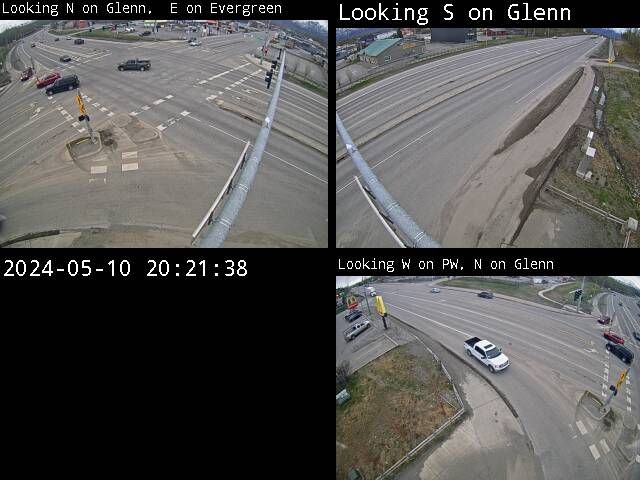 Looking N on Glenn, E on Evergreen
Looking S on Glenn
2024-05-10 20:21:38
Looking W on PW, N on Glenn